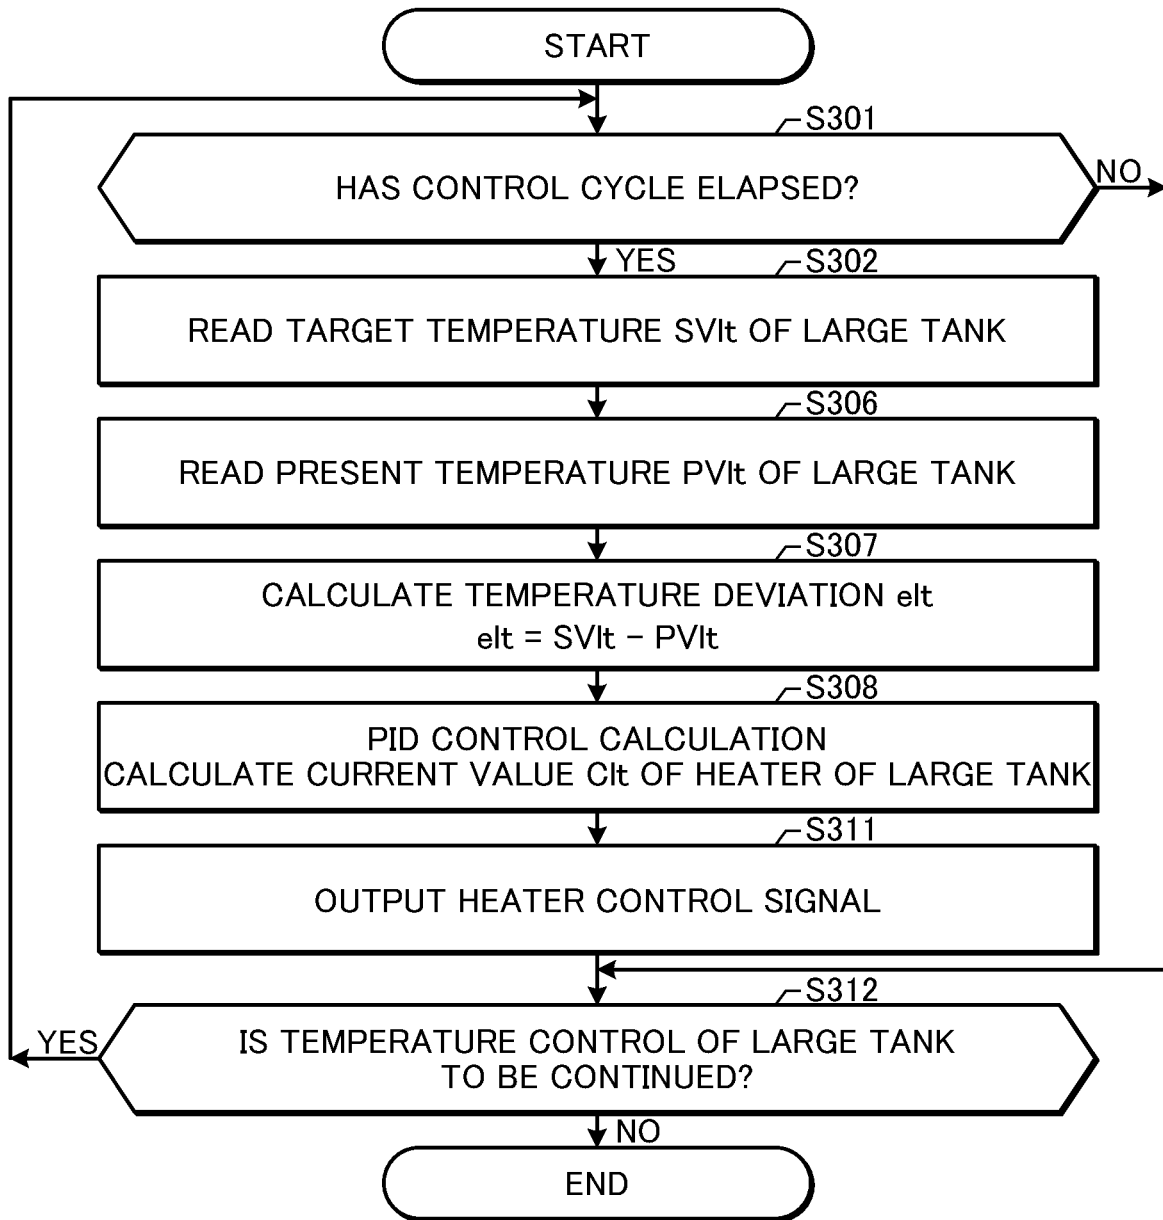 START
S301
HAS CONTROL CYCLE ELAPSED?
NO
YES
S302
READ TARGET TEMPERATURE SVlt OF LARGE TANK
S306
READ PRESENT TEMPERATURE PVlt OF LARGE TANK
S307
CALCULATE TEMPERATURE DEVIATION elt
elt = SVlt − PVlt
S308
PID CONTROL CALCULATION
CALCULATE CURRENT VALUE Clt OF HEATER OF LARGE TANK
S311
OUTPUT HEATER CONTROL SIGNAL
S312
YES
IS TEMPERATURE CONTROL OF LARGE TANK
TO BE CONTINUED?
NO
END